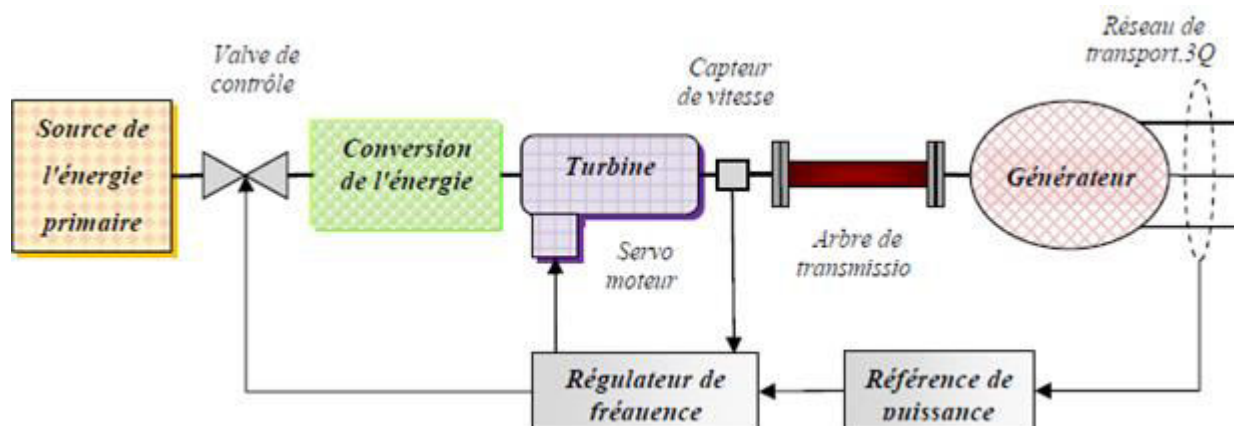 Réseau de
transport.3Q
Valve de
contrôle
Capteur
de vitesse
Source de
l'énergie
primaire
Conversion
de l'énergie
Turbine
Générateur
Servo
moteur
Arbre de
transmissio
Régulateur de
fréquence
Référence de
puissance